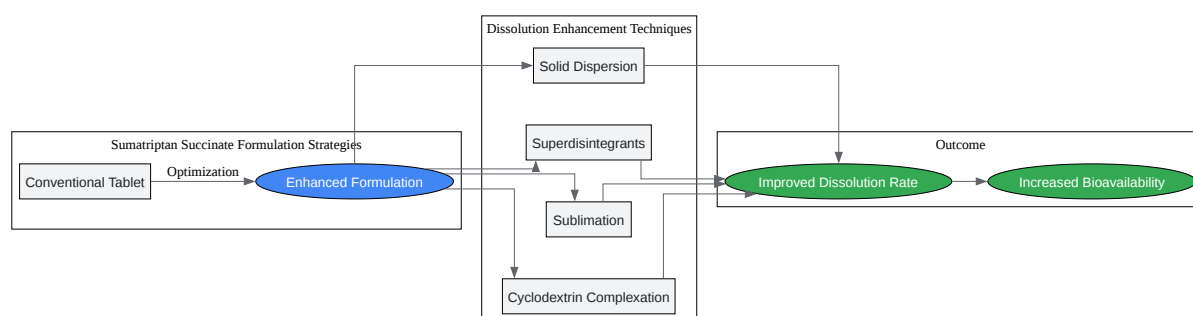 Dissolution Enhancement Techniques
Solid Dispersion
Sumatriptan Succinate Formulation Strategies
Conventional Tablet
Optimization
Enhanced Formulation
Superdisintegrants
Sublimation
Cyclodextrin Complexation
Outcome
Improved Dissolution Rate
Increased Bioavailability